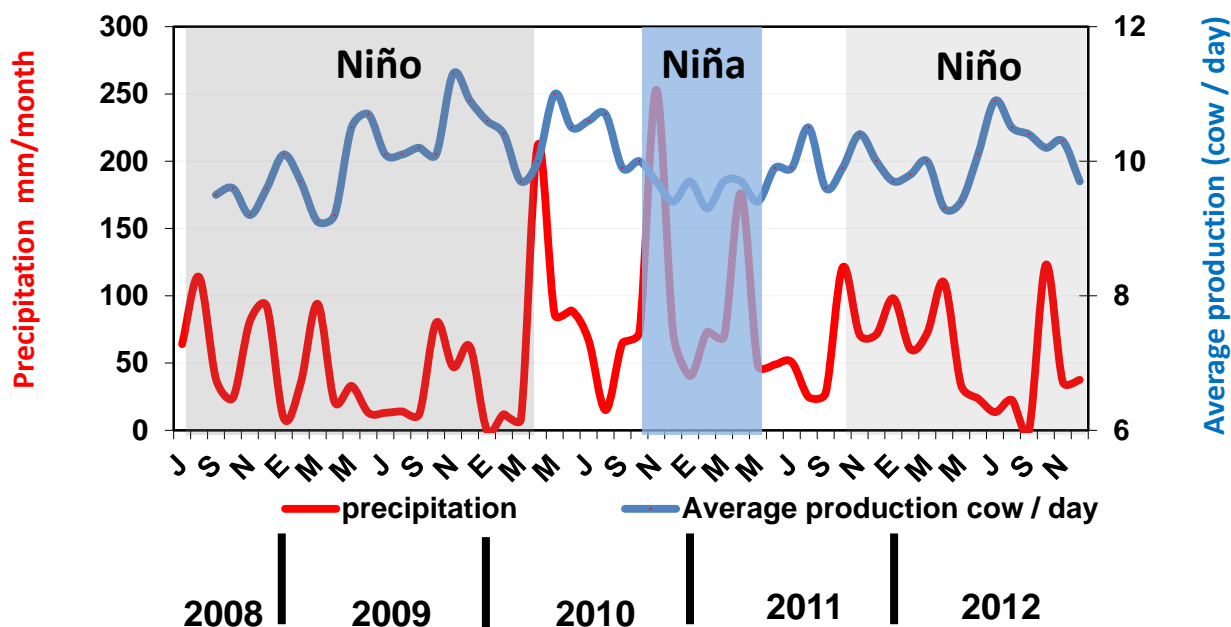 Precipitation mm/month
300
250
200
150
100
50
0
Niño
Niña
Niño
12
10
8
6
Average production (cow / day)
J S N E M M J S N E M M J S N E M M J S N E M M J S N
precipitation
Average production cow / day
2008 2009 2010 2011 2012